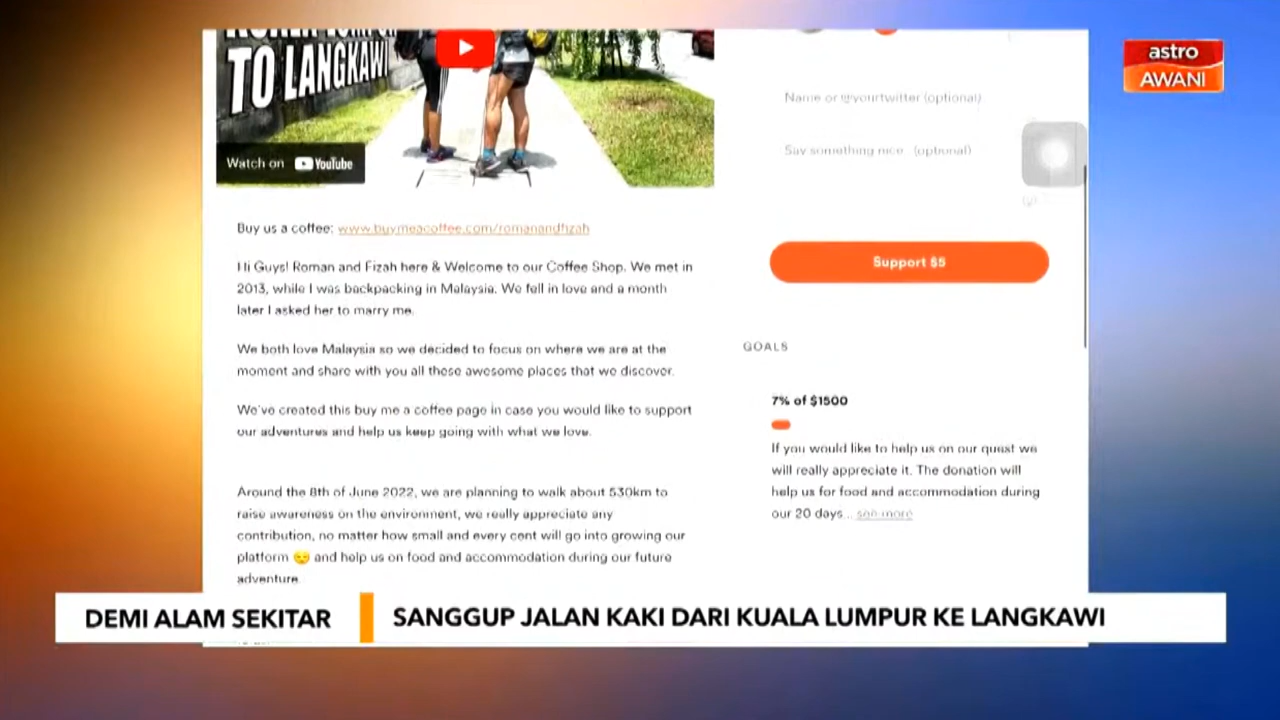 TO LANGKAWI
Watch on YouTube
Buy us a coffee: www.buymeacoffee.com/romanandfizah
Hi Guys! Roman and Fizah here & Welcome to our Coffee Shop. We met in
2013, while I was backpacking in Malaysia. We fell in love and a month
later I asked her to marry me.
We both love Malaysia so we decided to focus on where we are at the
moment and share with you all these awesome places that we discover.
We've created this buy me a coffee page in case you would like to support
our adventures and help us keep going with what we love.
Around the 8th of June 2022, we are planning to walk about 530km to
raise awareness on the environment, we really appreciate any
contribution, no matter how small and every cent will go into growing our
platform 😔 and help us on food and accommodation during our future
adventure.
astro
AWANI
Name or @yourtwitter (optional)
Say something nice.. (optional)
Support $5
GOALS
7% of $1500
If you would like to help us on our quest we
will really appreciate it. The donation will
help us for food and accommodation during
our 20 days... see more
DEMI ALAM SEKITAR
SANGGUP JALAN KAKI DARI KUALA LUMPUR KE LANGKAWI